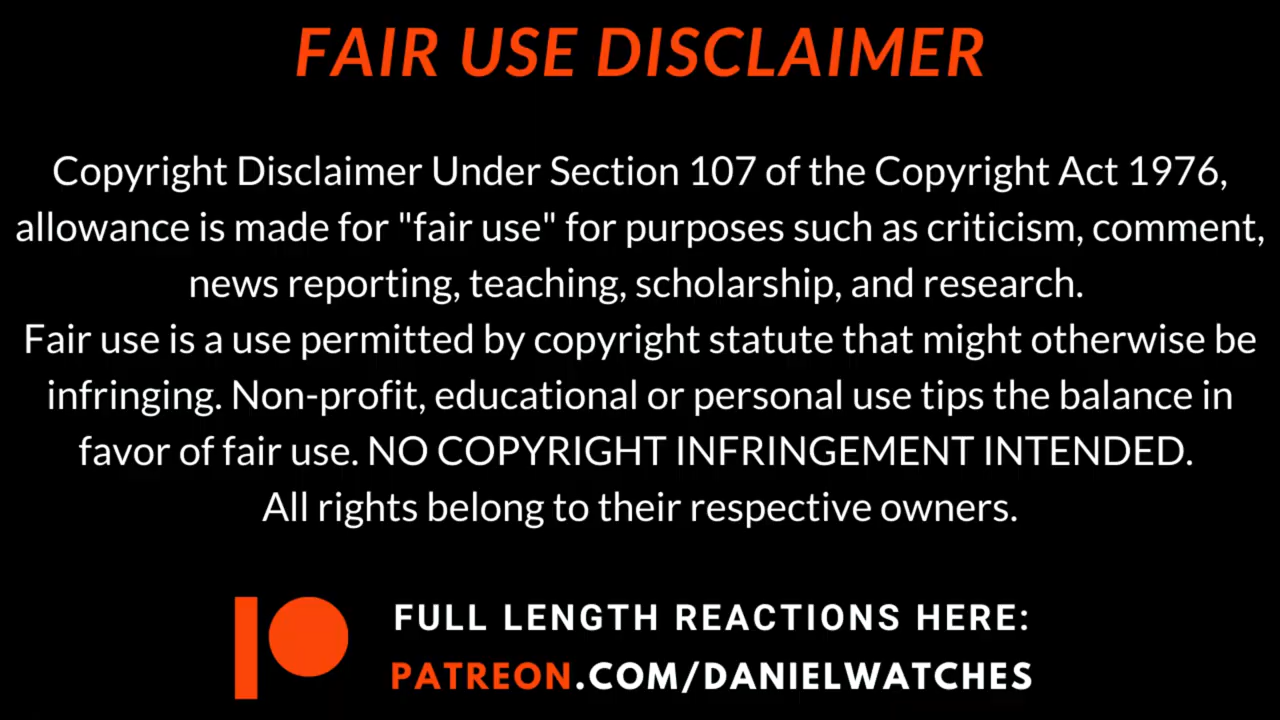 FAIR USE DISCLAIMER
Copyright Disclaimer Under Section 107 of the Copyright Act 1976,
allowance is made for "fair use" for purposes such as criticism, comment,
news reporting, teaching, scholarship, and research.
Fair use is a use permitted by copyright statute that might otherwise be
infringing. Non-profit, educational or personal use tips the balance in
favor of fair use. NO COPYRIGHT INFRINGEMENT INTENDED.
All rights belong to their respective owners.
FULL LENGTH REACTIONS HERE:
PATREON.COM/DANIELWATCHES